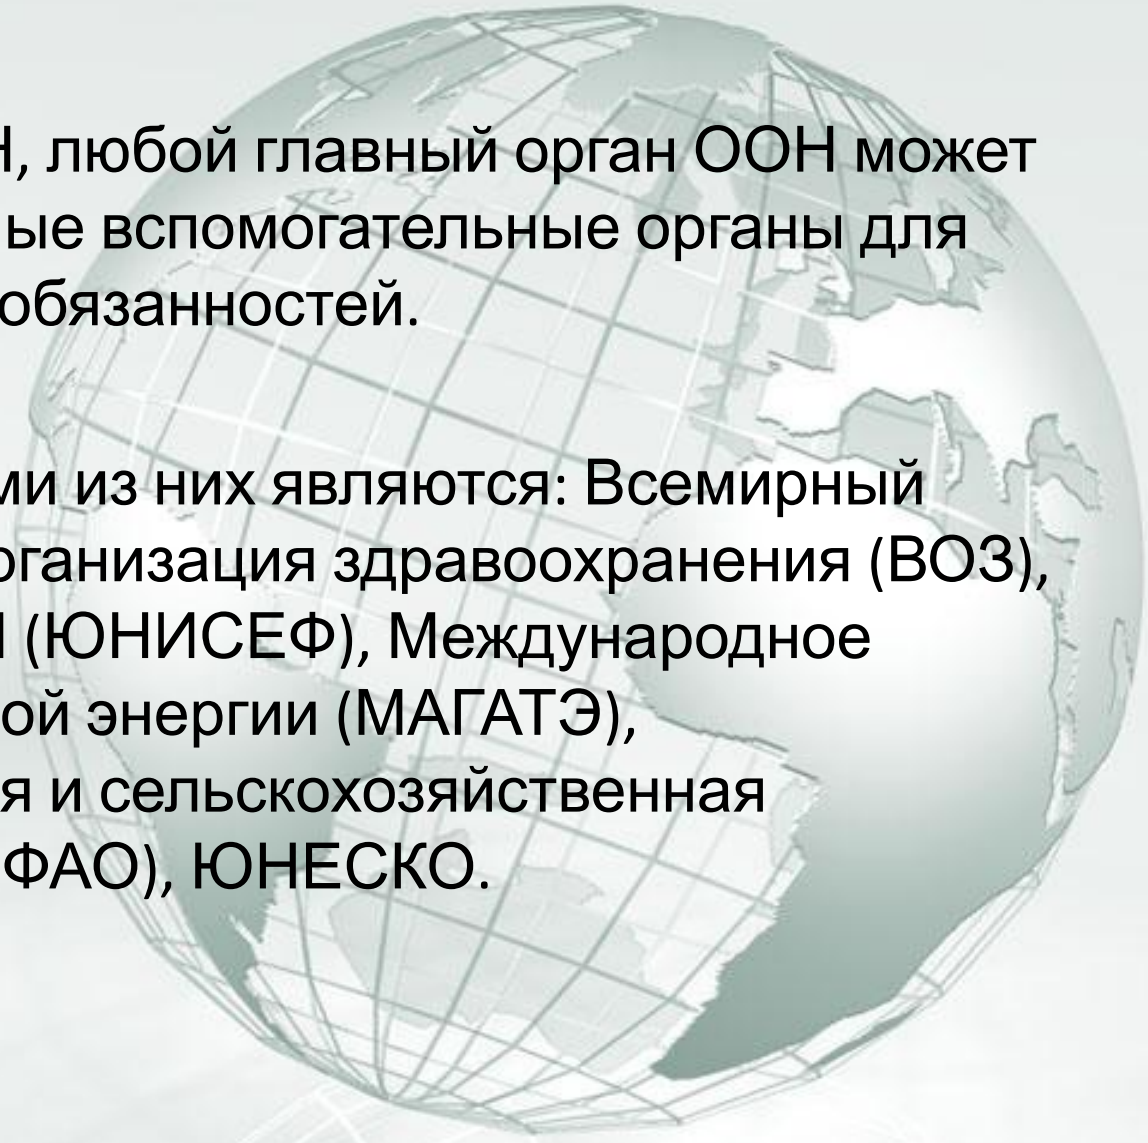 Н, любой главный орган ООН может
ые вспомогательные органы для
обязанностей.
ми из них являются: Всемирный
рганизация здравоохранения (ВОЗ),
(ЮНИСЕФ), Международное
ой энергии (МАГАТЭ),
я и сельскохозяйственная
ФАО), ЮНЕСКО.